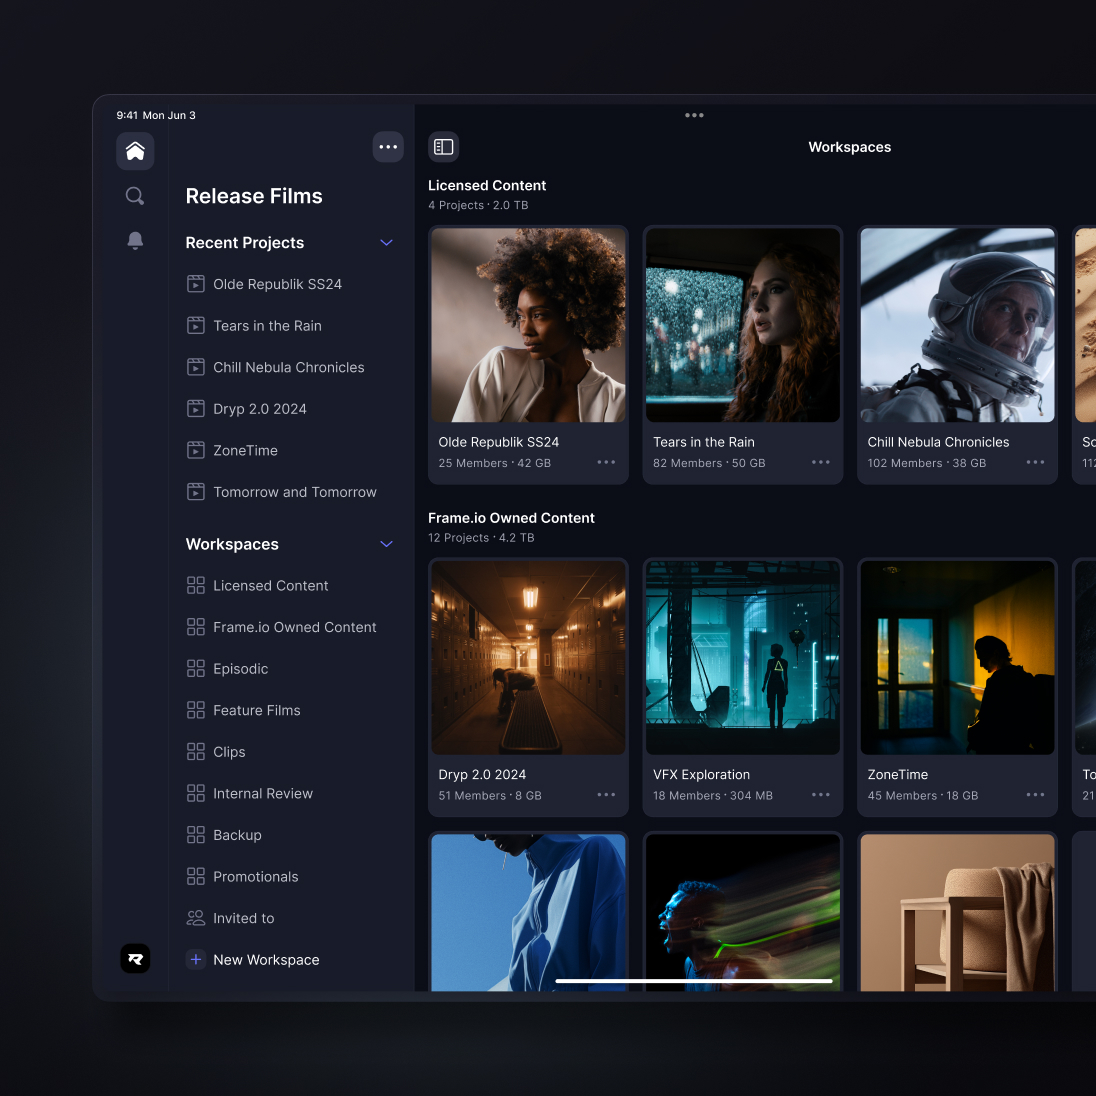 9:41 Mon Jun 3
Release Films
Recent Projects
Olde Republik SS24
Tears in the Rain
Chill Nebula Chronicles
Dryp 2.0 2024
ZoneTime
Tomorrow and Tomorrow
Workspaces
Licensed Content
Frame.io Owned Content
Episodic
Feature Films
Clips
Internal Review
Backup
Promotionals
Invited to
New Workspace
Workspaces
Licensed Content
4 Projects · 2.0 TB
Olde Republik SS24
25 Members · 42 GB
Tears in the Rain
82 Members · 50 GB
Chill Nebula Chronicles
102 Members · 38 GB
Frame.io Owned Content
12 Projects · 4.2 TB
Dryp 2.0 2024
51 Members · 8 GB
VFX Exploration
18 Members · 304 MB
ZoneTime
45 Members · 18 GB